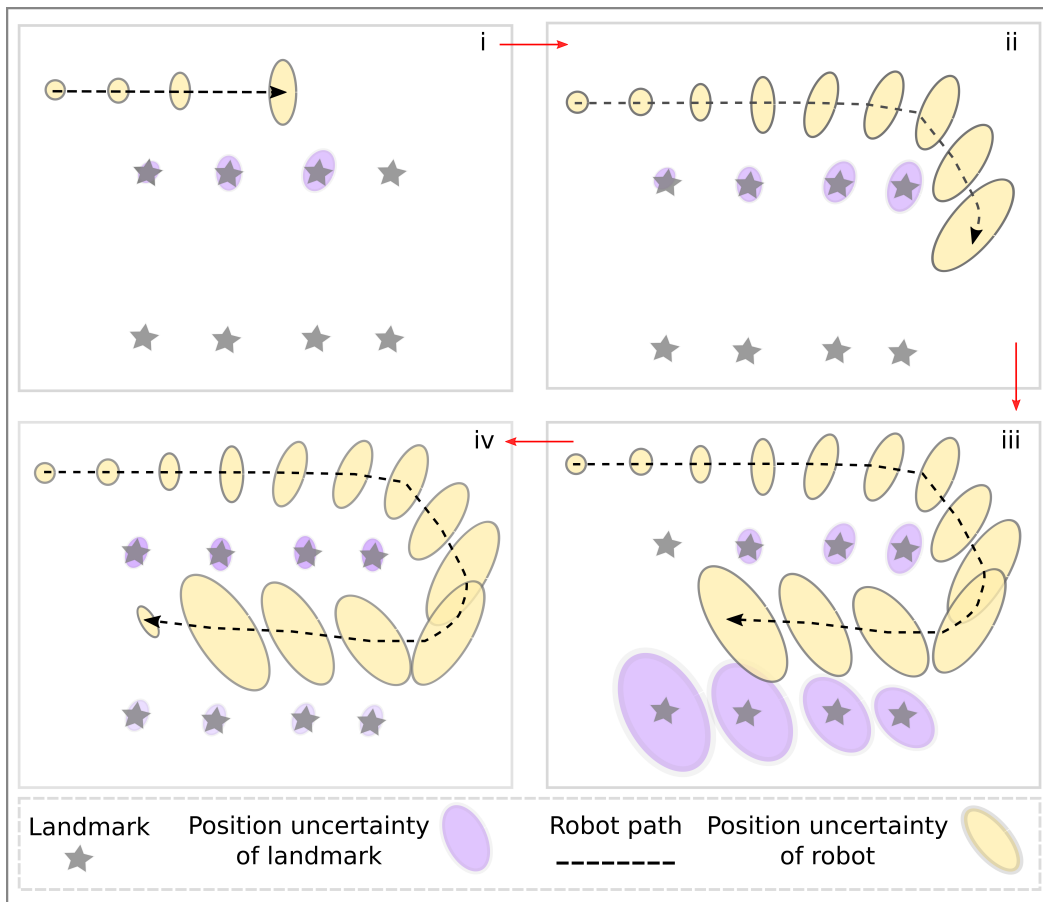 i
ii
iv
iii
Landmark
Position uncertainty
of landmark
Robot path
Position uncertainty
of robot